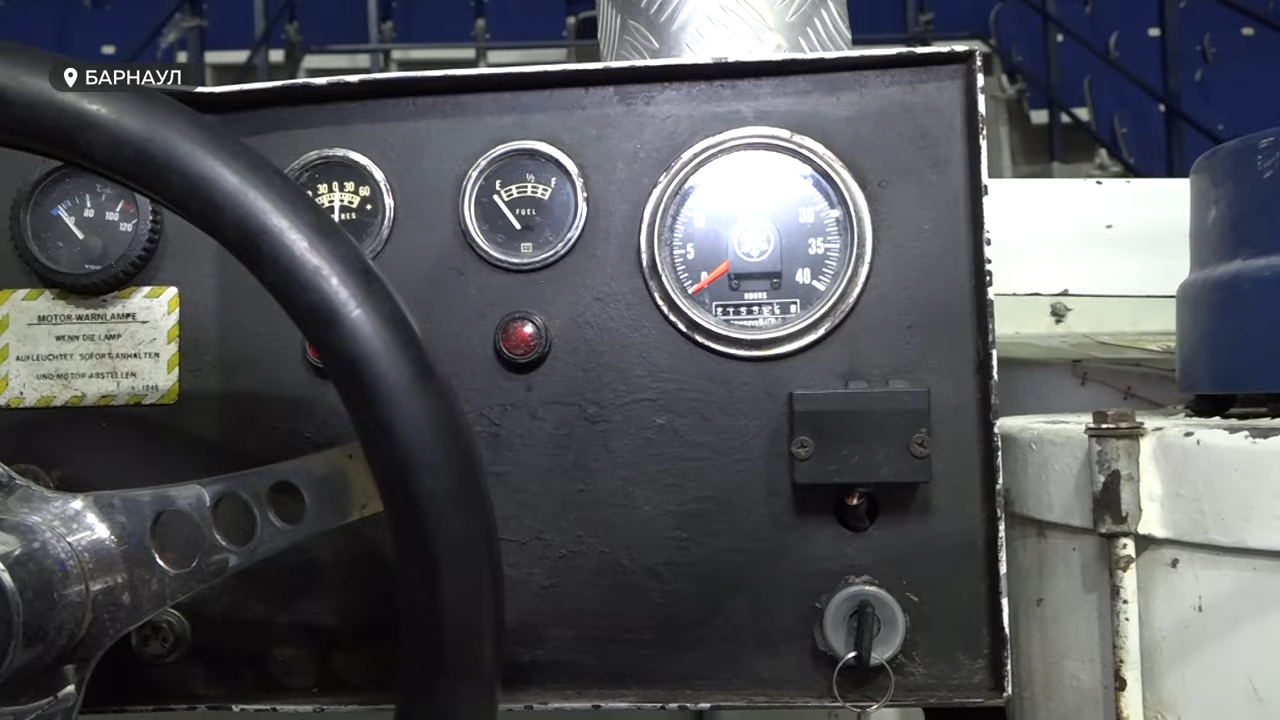 БАРНАУЛ
80
100
120
30 0 30 60
+
½
E F
FUEL
SW
5
35
0
40
HOURS
MOTOR-WARNLAMPE
WENN DIE LAMP
AUFLEUCHTET, SOFORT ANHALTEN
UND MOTOR ABSTELLEN